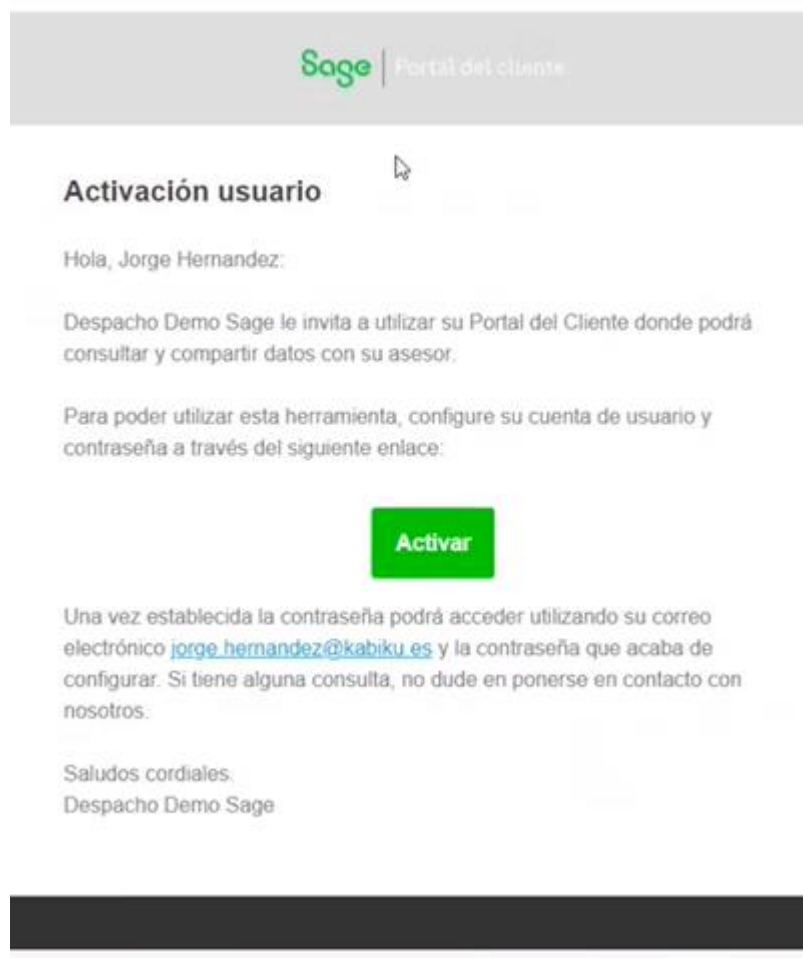 Sage | Portal del cliente
Activación usuario
Hola, Jorge Hernandez:
Despacho Demo Sage le invita a utilizar su Portal del Cliente donde podrá
consultar y compartir datos con su asesor.
Para poder utilizar esta herramienta, configure su cuenta de usuario y
contraseña a través del siguiente enlace:
Activar
Una vez establecida la contraseña podrá acceder utilizando su correo
electrónico jorge.hernandez@kabiku.es y la contraseña que acaba de
configurar. Si tiene alguna consulta, no dude en ponerse en contacto con
nosotros.
Saludos cordiales.
Despacho Demo Sage